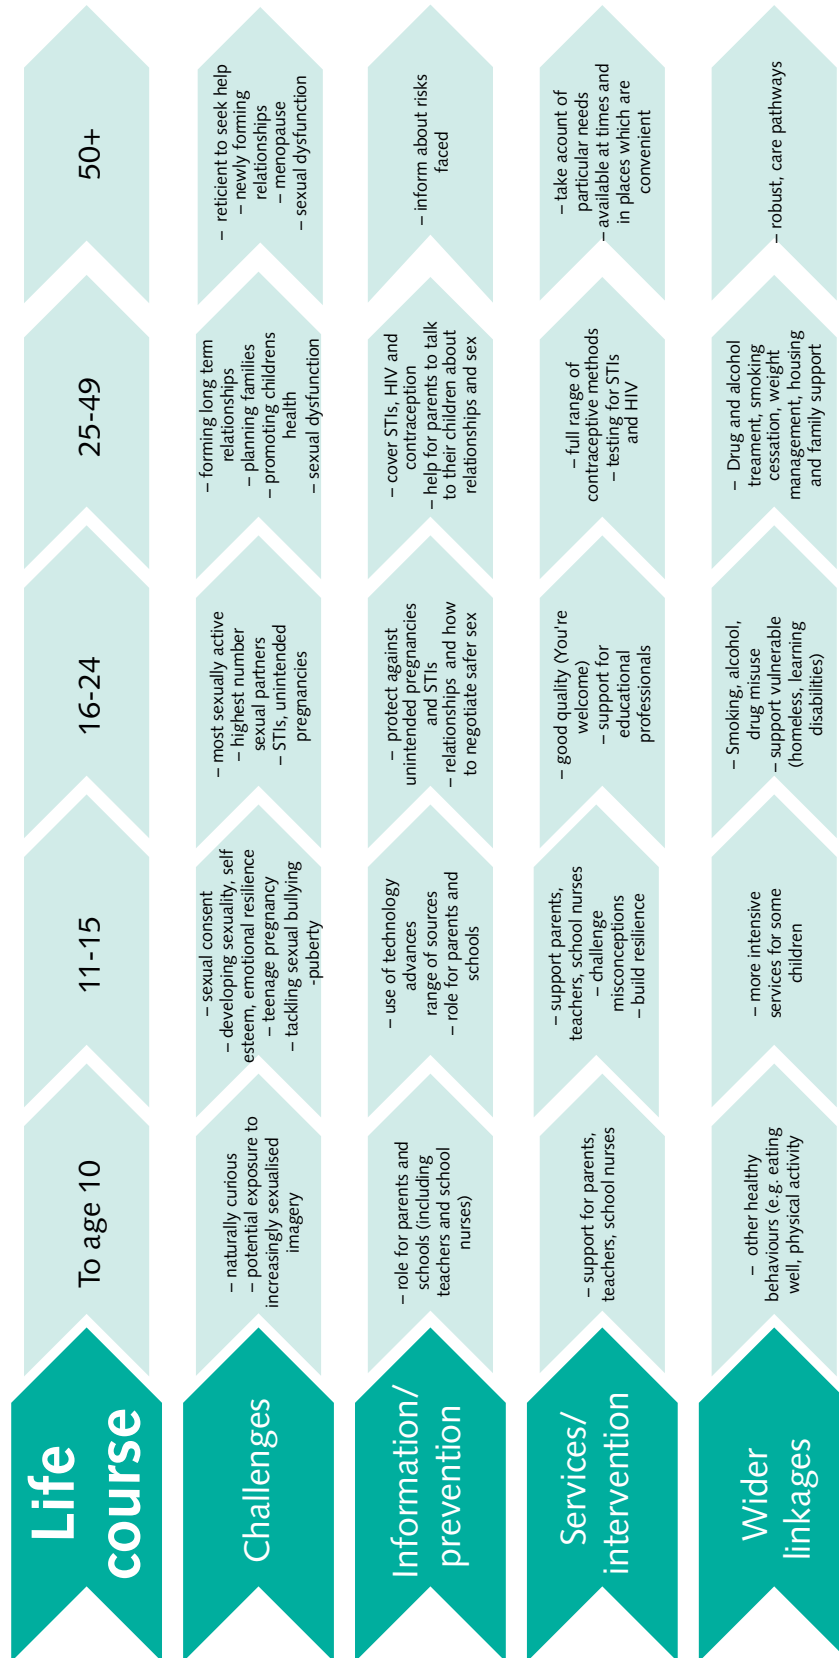 Life
course
To age 10
11-15
16-24
25-49
50+
Challenges
– naturally curious
– potential exposure to
increasingly sexualised
imagery
– sexual consent
– developing sexuality, self
esteem, emotional resilience
– teenage pregnancy
– tackling sexual bullying
-puberty
– most sexually active
– highest number
sexual partners
– STIs, unintended
pregnancies
– forming long term
relationships
– planning families
– promoting childrens
health
– sexual dysfunction
– reticient to seek help
– newly forming
relationships
– menopause
– sexual dysfunction
Information/
prevention
– role for parents and
schools (including
teachers and school
nurses)
– use of technology
advances
range of sources
– role for parents and
schools
– protect against
unintended pregnancies
and STIs
– relationships and how
to negotiate safer sex
– cover STIs, HIV and
contraception
– help for parents to talk
to their children about
relationships and sex
– inform about risks
faced
Services/
intervention
– support for parents,
teachers, school nurses
– support parents,
teachers, school nurses
– challenge
misconceptions
– build resilience
– good quality (You're
welcome)
– support for
educational
professionals
– full range of
contraceptive methods
– testing for STIs
and HIV
– take acount of
particular needs
– available at times and
in places which are
convenient
Wider
linkages
– other healthy
behaviours (e.g. eating
well, physical activity
– more intensive
services for some
children
– Smoking, alcohol,
drug misuse
– support vulnerable
(homeless, learning
disabilities)
– Drug and alcohol
treament, smoking
cessation, weight
management, housing
and family support
– robust, care pathways